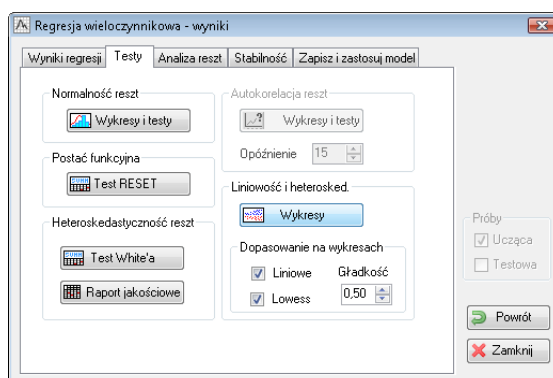 Regresja wieloczynnikowa - wyniki
Wyniki regresji
Testy
Analiza reszt
Stabilność
Zapisz i zastosuj model
Normalność reszt
Wykresy i testy
Postać funkcyjna
Test RESET
Heteroskedastyczność reszt
Test White'a
Raport jakościowe
Autokorelacja reszt
Wykresy i testy
Opóźnienie
15
Liniowość i heterosked.
Wykresy
Dopasowanie na wykresach
Liniowe
Gładkość
Lowess
0,50
Próby
Ucząca
Testowa
Powrót
Zamknij